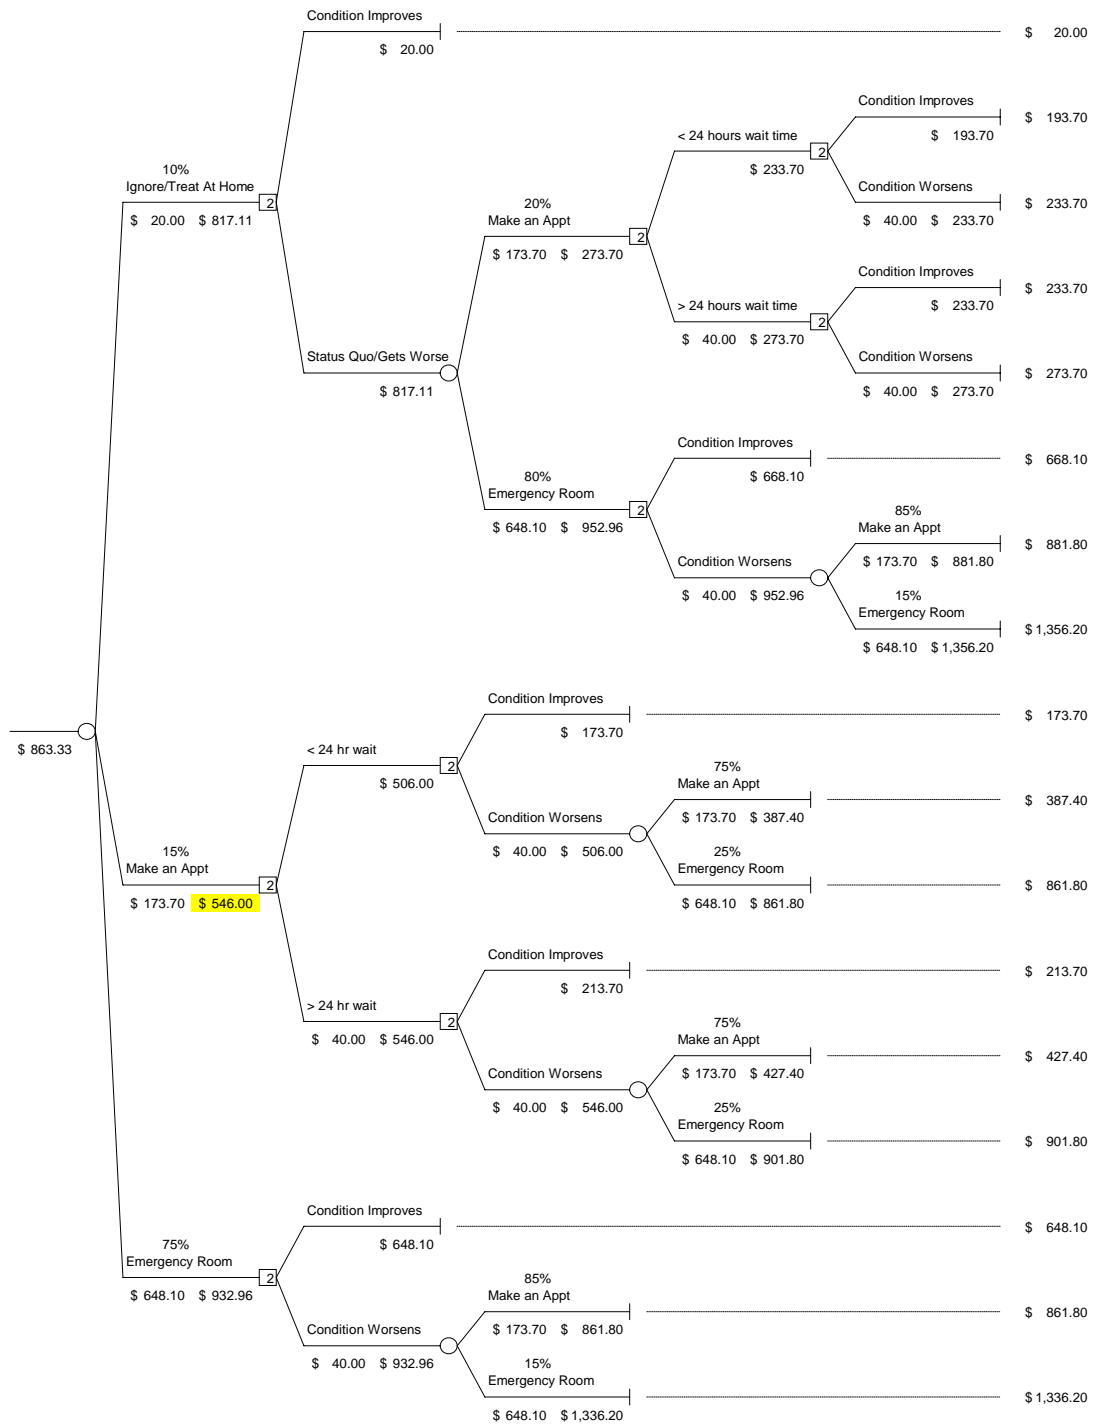 Condition Improves
$ 20.00 $ 20.00
Condition Improves
$ 193.70
< 24 hours wait time $ 193.70
2
10% $ 233.70 Condition Worsens
Ignore/Treat At Home $ 233.70
2 20% $ 40.00 $ 233.70
$ 20.00 $ 817.11 Make an Appt
2
$ 173.70 $ 273.70 Condition Improves
$ 233.70
> 24 hours wait time $ 233.70
2
$ 40.00 $ 273.70 Condition Worsens
Status Quo/Gets Worse $ 273.70
$ 817.11 $ 40.00 $ 273.70
Condition Improves
$ 668.10
80% $ 668.10
Emergency Room
2 85%
$ 648.10 $ 952.96 Make an Appt
$ 881.80
Condition Worsens $ 173.70 $ 881.80
$ 40.00 $ 952.96 15%
Emergency Room
$ 1,356.20
$ 648.10 $ 1,356.20
Condition Improves
$ 173.70
$ 863.33 < 24 hr wait $ 173.70
2
$ 506.00 75%
Make an Appt
$ 387.40
Condition Worsens $ 173.70 $ 387.40
15% $ 40.00 $ 506.00 25%
Make an Appt Emergency Room
2 $ 861.80
$ 173.70 $ 546.00 $ 648.10 $ 861.80
Condition Improves
$ 213.70
> 24 hr wait $ 213.70
2
$ 40.00 $ 546.00 75%
Make an Appt
$ 427.40
Condition Worsens $ 173.70 $ 427.40
$ 40.00 $ 546.00 25%
Emergency Room
$ 901.80
$ 648.10 $ 901.80
Condition Improves
$ 648.10
75% $ 648.10
Emergency Room
2 85%
$ 648.10 $ 932.96 Make an Appt
$ 861.80
Condition Worsens $ 173.70 $ 861.80
$ 40.00 $ 932.96 15%
Emergency Room
$ 1,336.20
$ 648.10 $ 1,336.20